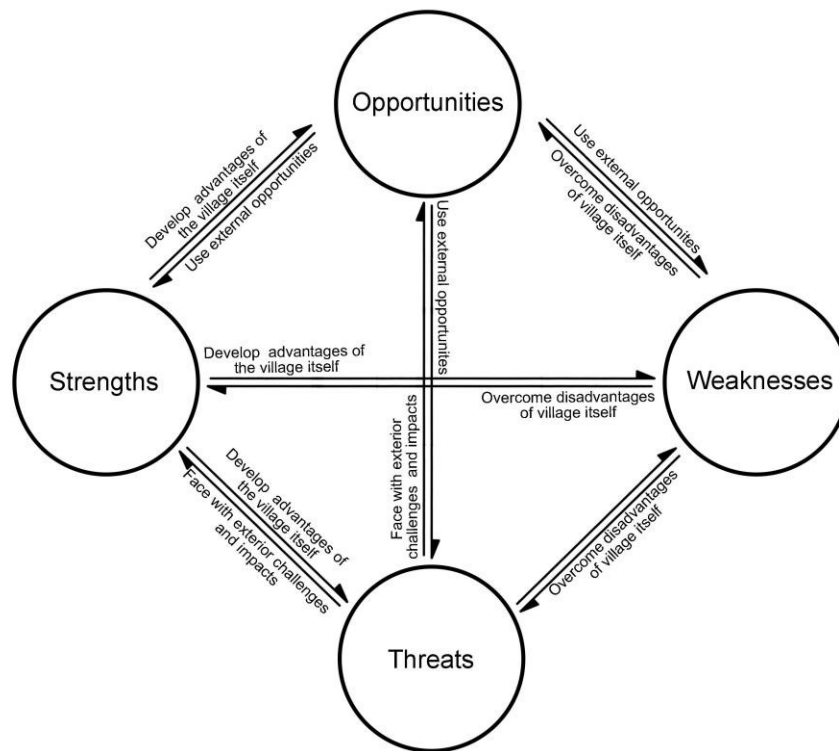 Opportunities
Develop advantages of
the village itself
Use external opportunities
Use external opportunites
Overcome disadvantages
of village itself
Use external opportunites
Strengths
Develop advantages of
the village itself
Overcome disadvantages
of village itself
Weaknesses
Face with exterior
challenges and impacts
Develop advantages of
the village itself
Face with exterior challenges
and impacts
Overcome disadvantages
of village itself
Threats